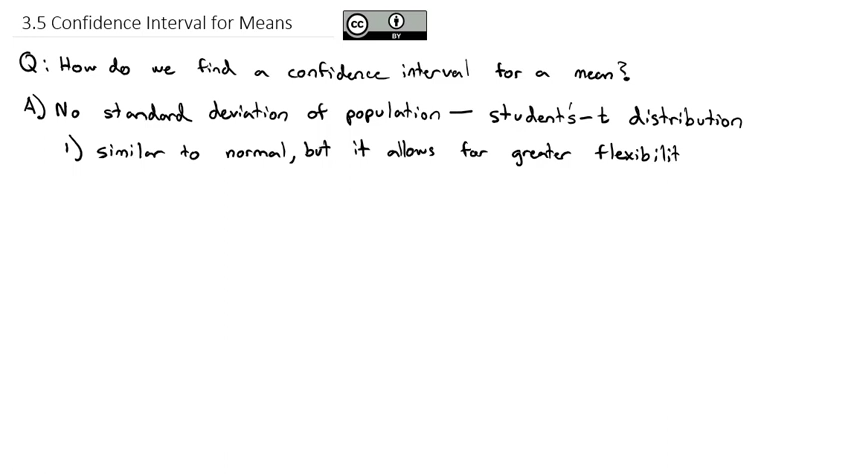 3.5 Confidence Interval for Means
cc BY
Q: How do we find a confidence interval for a mean?
A) No standard deviation of population — student's-t distribution
1) similar to normal, but it allows for greater flexibilit